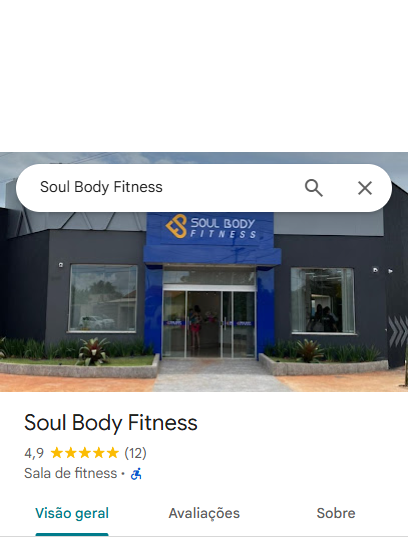 Soul Body Fitness
SOUL BODY
FITNESS
Soul Body Fitness
4,9 (12)
Sala de fitness ·
Visão geral Avaliações Sobre